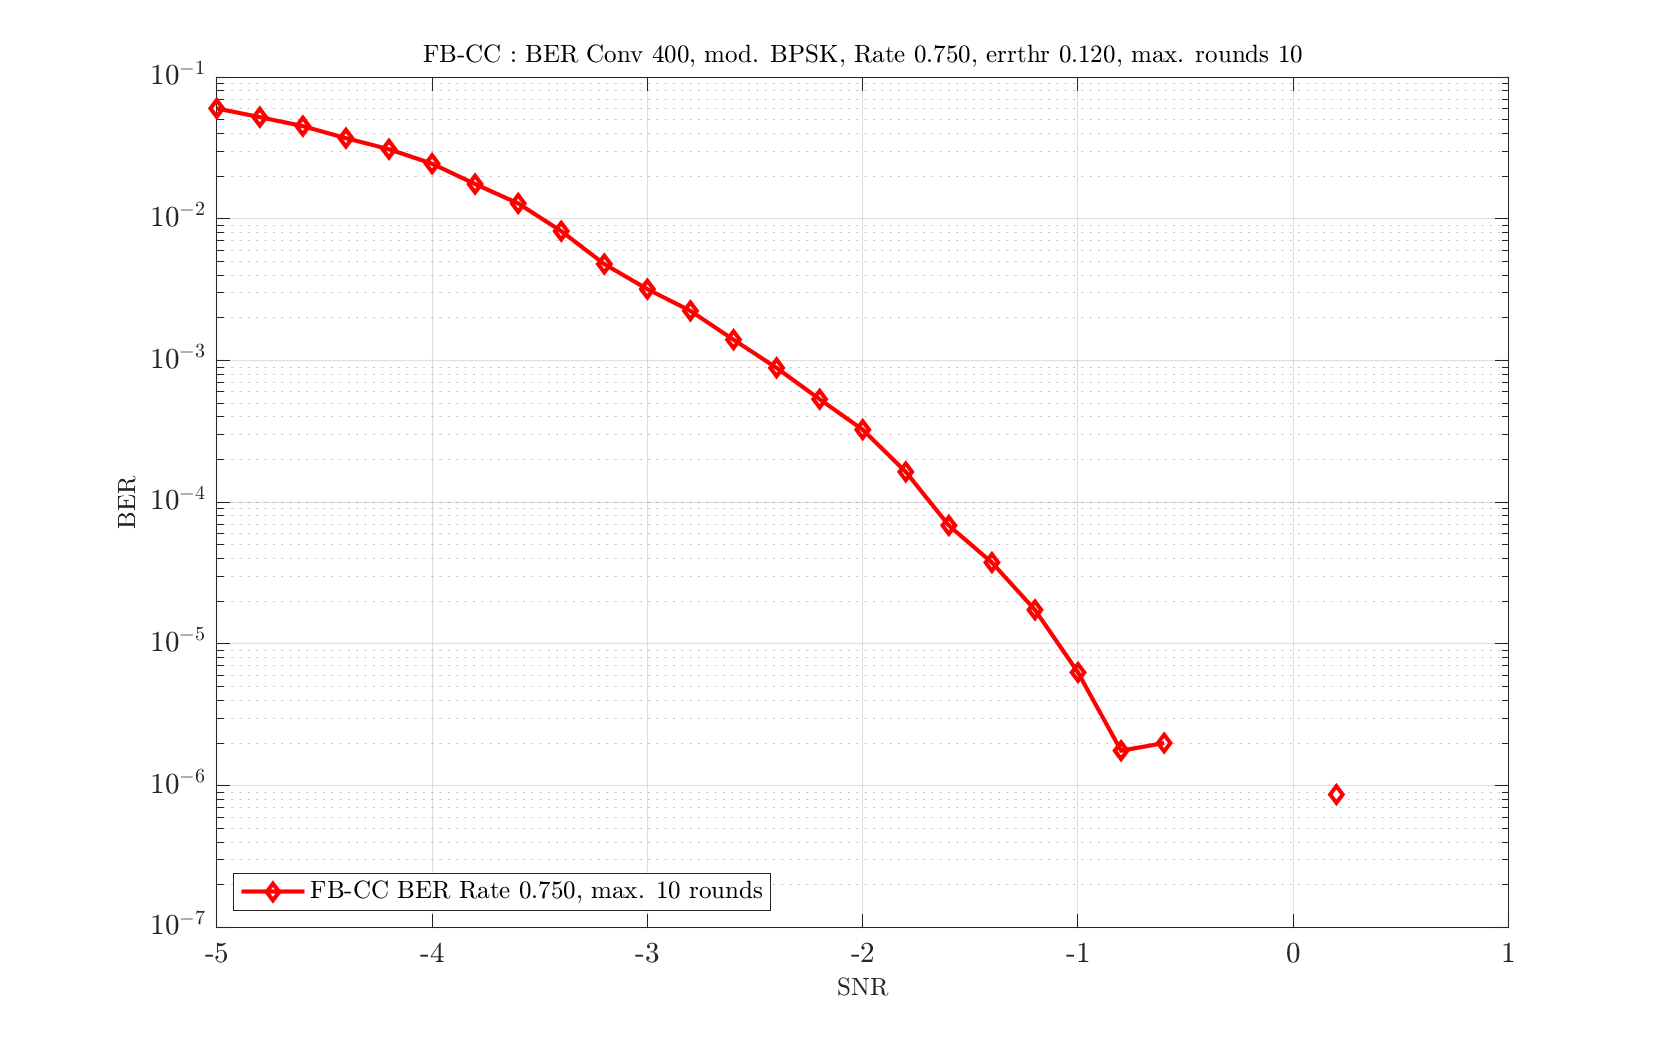 FB-CC : BER Conv 400, mod. BPSK, Rate 0.750, errthr 0.120, max. rounds 10
10⁻¹
10⁻²
10⁻³
10⁻⁴
10⁻⁵
10⁻⁶
10⁻⁷
BER
FB-CC BER Rate 0.750, max. 10 rounds
-5 -4 -3 -2 -1 0 1
SNR